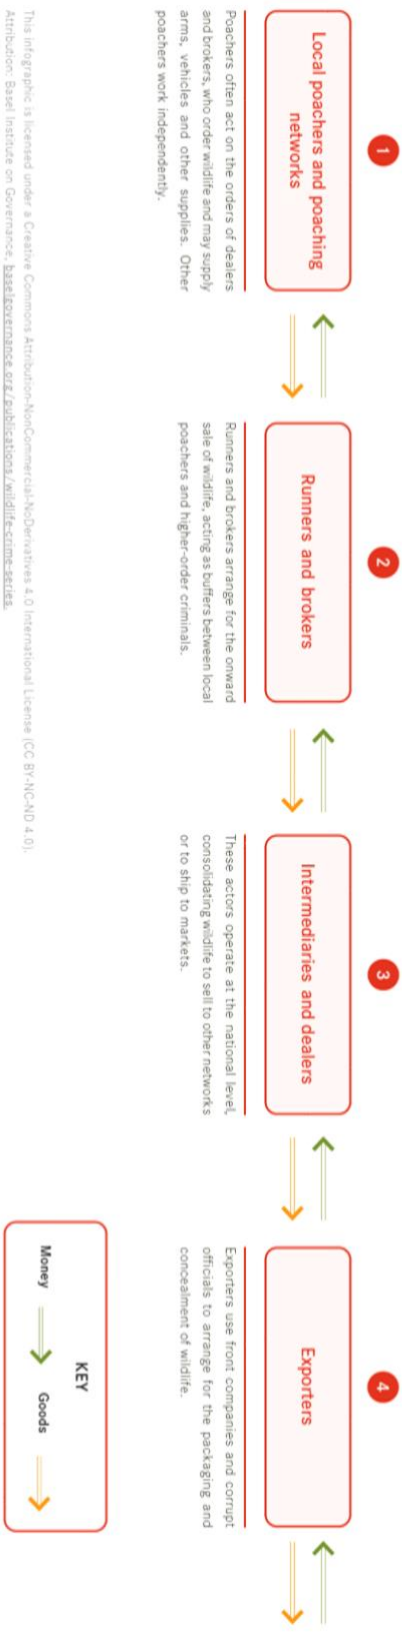 1
Local poachers and poaching
networks
Poachers often act on the orders of dealers
and brokers, who order wildlife and may supply
arms, vehicles and other supplies. Other
poachers work independently.
2
Runners and brokers
Runners and brokers arrange for the onward
sale of wildlife, acting as buffers between local
poachers and higher-order criminals.
3
Intermediaries and dealers
These actors operate at the national level,
consolidating wildlife to sell to other networks
or to ship to markets.
4
Exporters
Exporters use front companies and corrupt
officials to arrange for the packaging and
concealment of wildlife.
KEY
Money
Goods
This infographic is licensed under a Creative Commons Attribution-NonCommercial-NoDerivatives 4.0 International License (CC BY-NC-ND 4.0).
Attribution: Basel Institute on Governance, baselgovernance.org/publications/wildlife-crime-series.